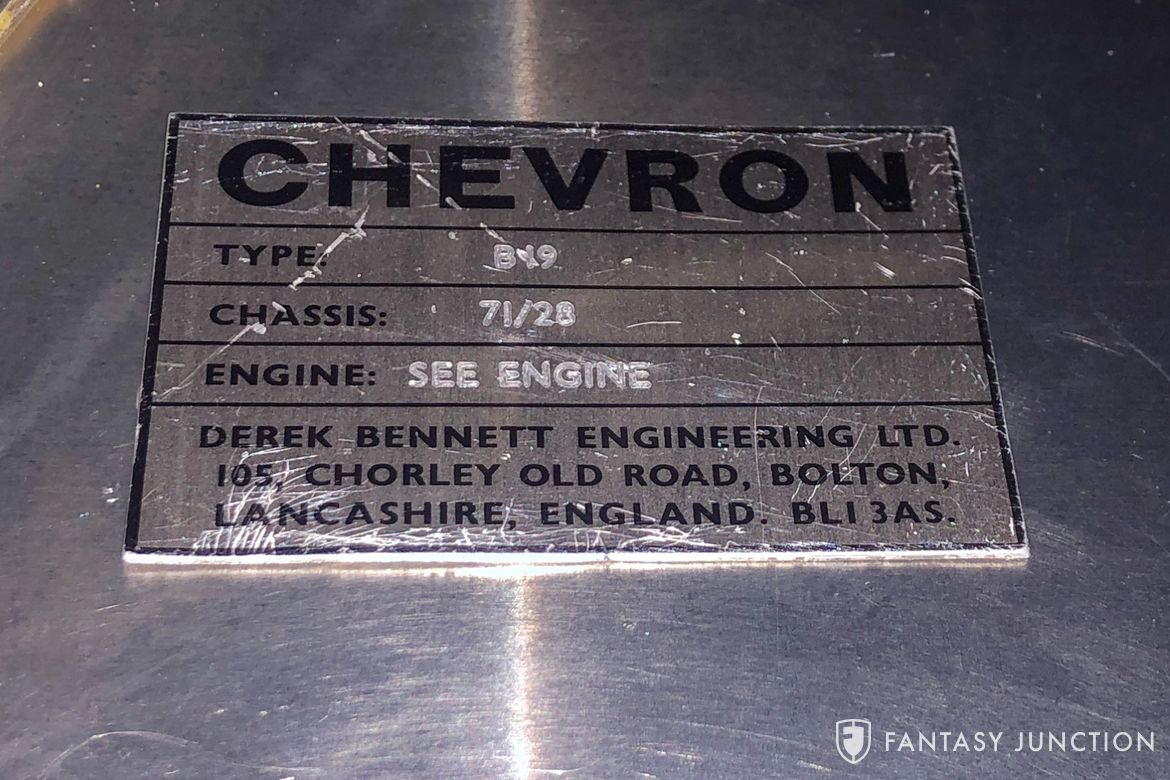 CHEVRON
TYPE: B19
CHASSIS: 71/28
ENGINE: SEE ENGINE
DEREK BENNETT ENGINEERING LTD.
105, CHORLEY OLD ROAD, BOLTON,
LANCASHIRE, ENGLAND. BL1 3AS.
FANTASY JUNCTION